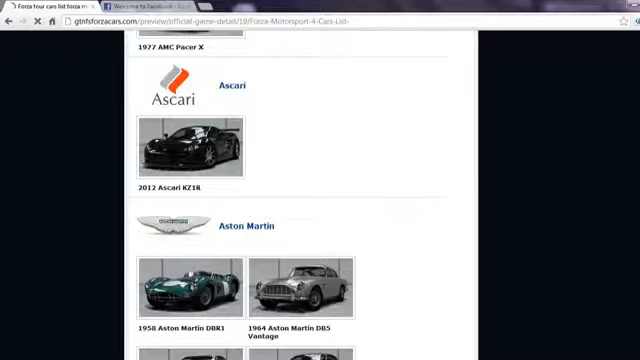 Forza four cars list forza m
Welcome to Facebook - Log
gtnfsforzacars.com/preview/officiel-game-detail/19/Forza-Motorsport-4-Cars-List-
1977 AMC Pacer X
Ascari
Ascari
2012 Ascari KZ1R
Aston Martin
1958 Aston Martin DBR1
1964 Aston Martin DB5
Vantage